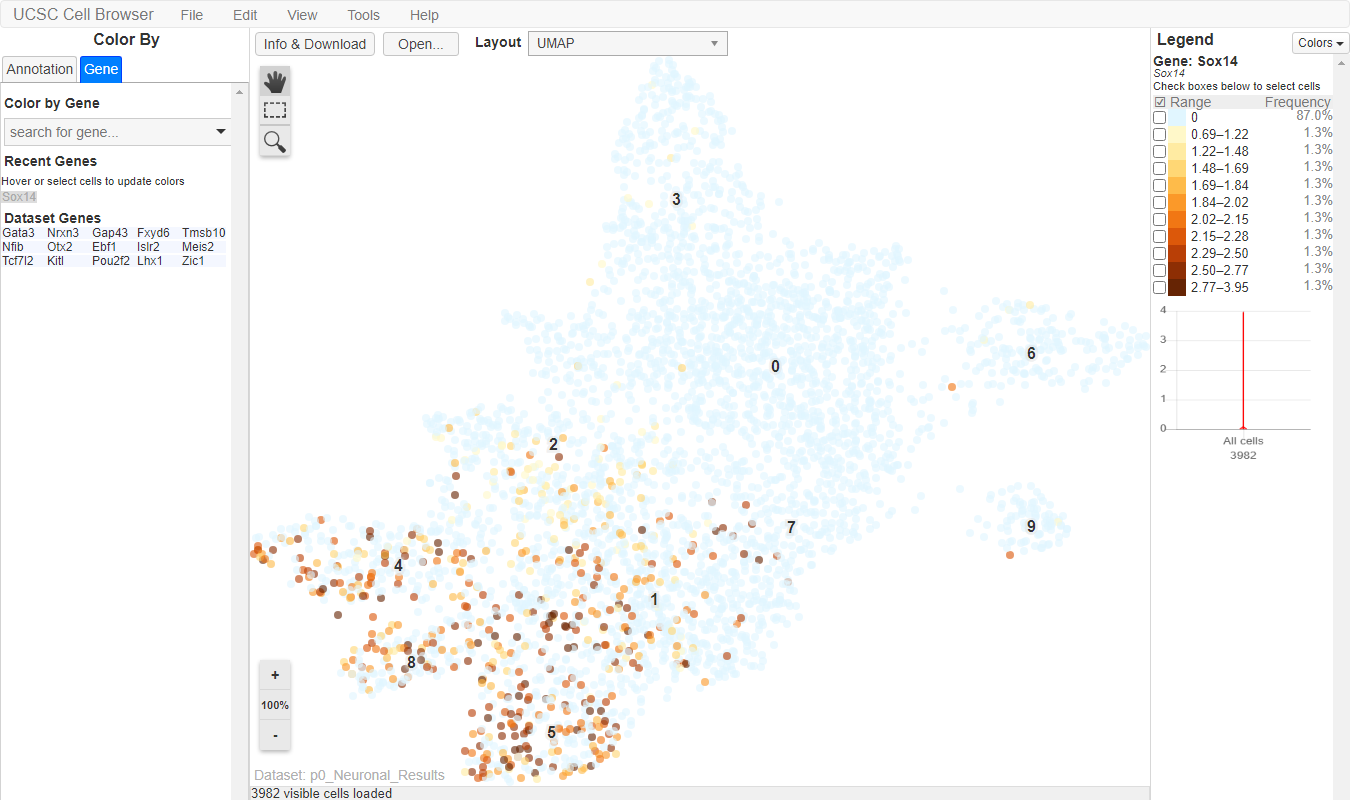 UCSC Cell Browser File Edit View Tools Help
Color By
Annotation Gene
Color by Gene
search for gene...
Recent Genes
Hover or select cells to update colors
Sox14
Dataset Genes
Gata3 Nrxn3 Gap43 Fxyd6 Tmsb10
Nfib Otx2 Ebf1 Islr2 Meis2
Tcf7l2 Kitl Pou2f2 Lhx1 Zic1
Info & Download Open... Layout UMAP
3
0
6
2
7
9
4
1
8
5
+
100%
-
Dataset: p0_Neuronal_Results
3982 visible cells loaded
Legend Colors
Gene: Sox14
Sox14
Check boxes below to select cells
Range Frequency
0 87.0%
0.69–1.22 1.3%
1.22–1.48 1.3%
1.48–1.69 1.3%
1.69–1.84 1.3%
1.84–2.02 1.3%
2.02–2.15 1.3%
2.15–2.28 1.3%
2.29–2.50 1.3%
2.50–2.77 1.3%
2.77–3.95 1.3%
4
3
2
1
0
All cells
3982